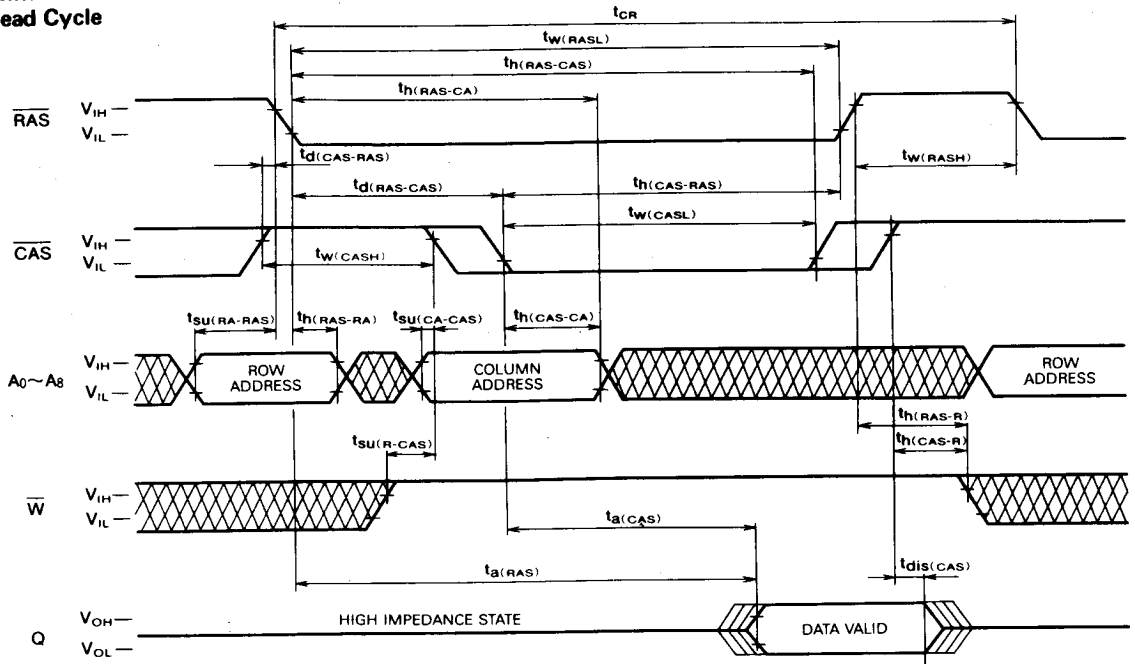 ead Cycle
tCR
tW(RASL)
th(RAS-CAS)
th(RAS-CA)
RAS
VIH
VIL
td(CAS-RAS)
tW(RASH)
td(RAS-CAS)
th(CAS-RAS)
tW(CASL)
CAS
VIH
VIL
tW(CASH)
tsu(RA-RAS)
th(RAS-RA)
tsu(CA-CAS)
th(CAS-CA)
A0~A8
VIH
VIL
ROW
ADDRESS
COLUMN
ADDRESS
ROW
ADDRESS
th(RAS-R)
th(CAS-R)
tsu(R-CAS)
W
VIH
VIL
ta(CAS)
ta(RAS)
tdis(CAS)
Q
VOH
VOL
HIGH IMPEDANCE STATE
DATA VALID